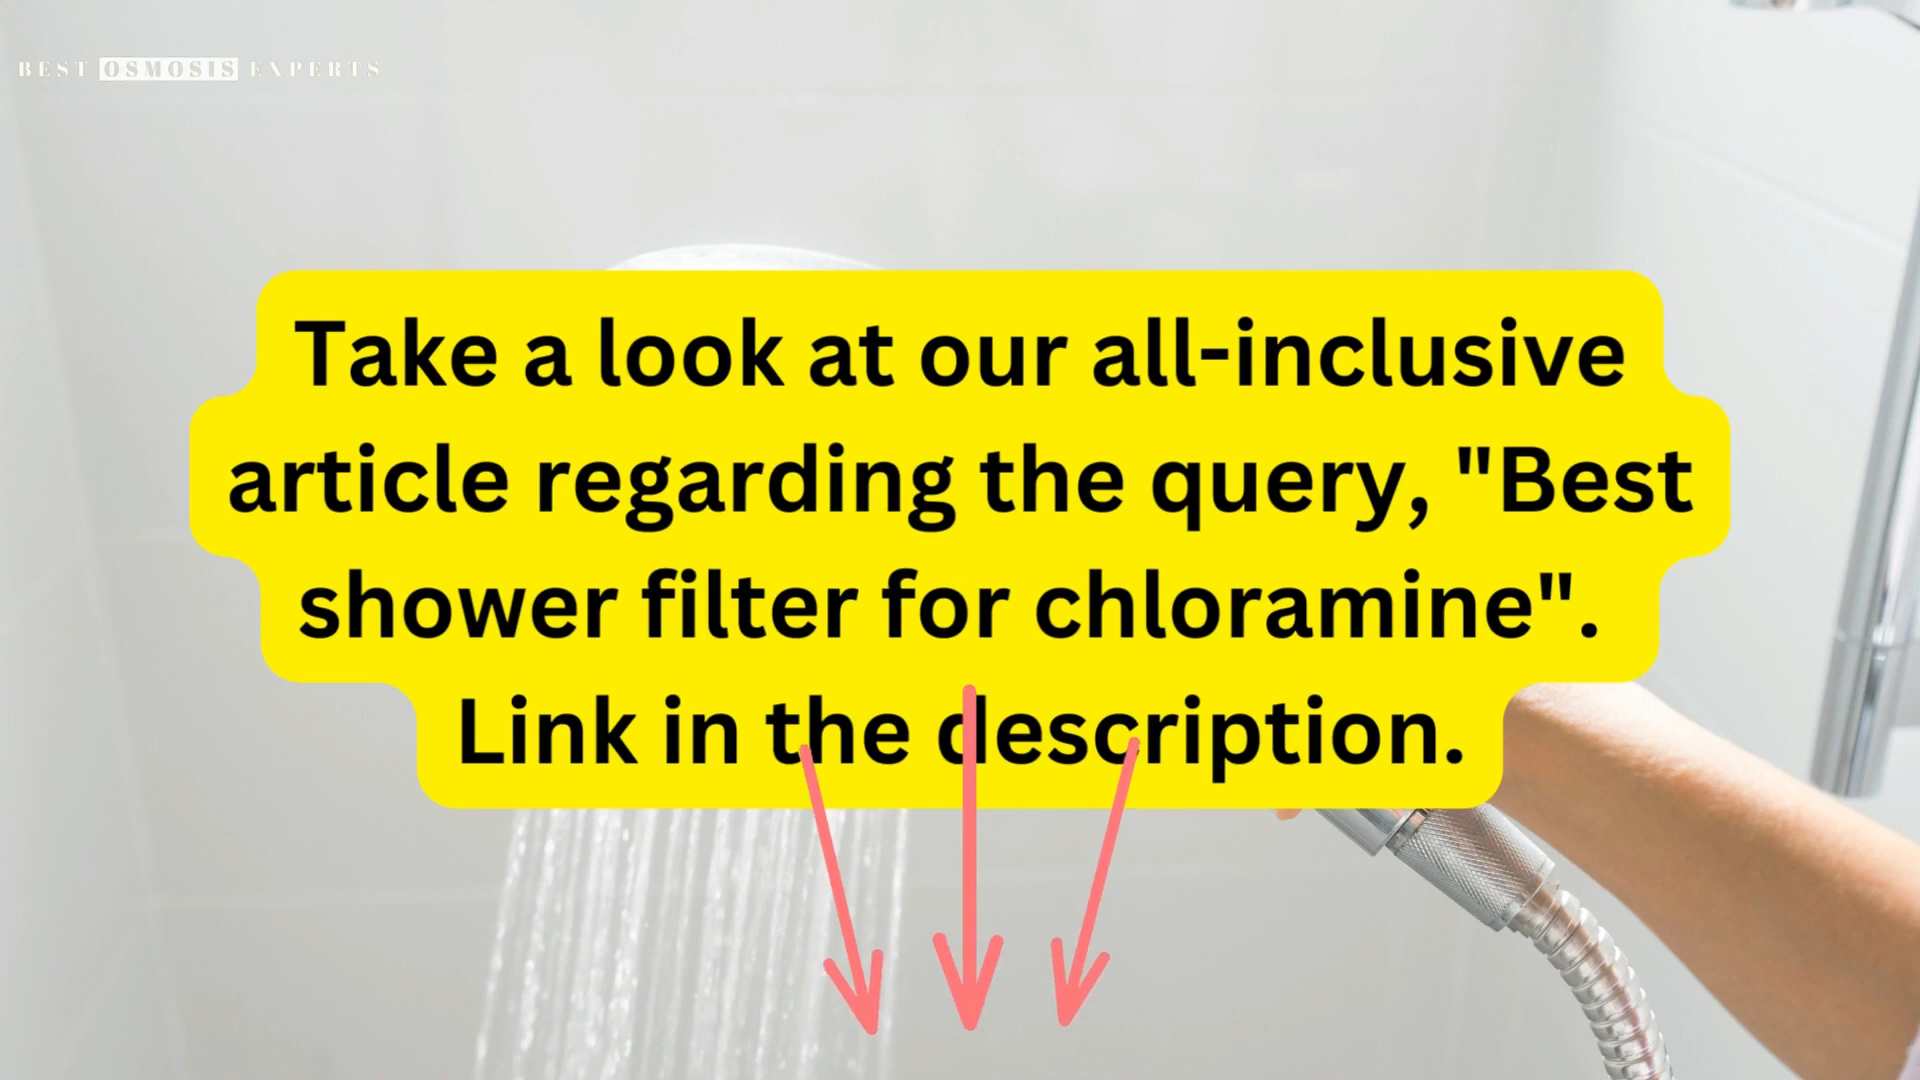 BEST OSMOSIS EXPERTS
Take a look at our all-inclusive
article regarding the query, "Best
shower filter for chloramine".
Link in the description.